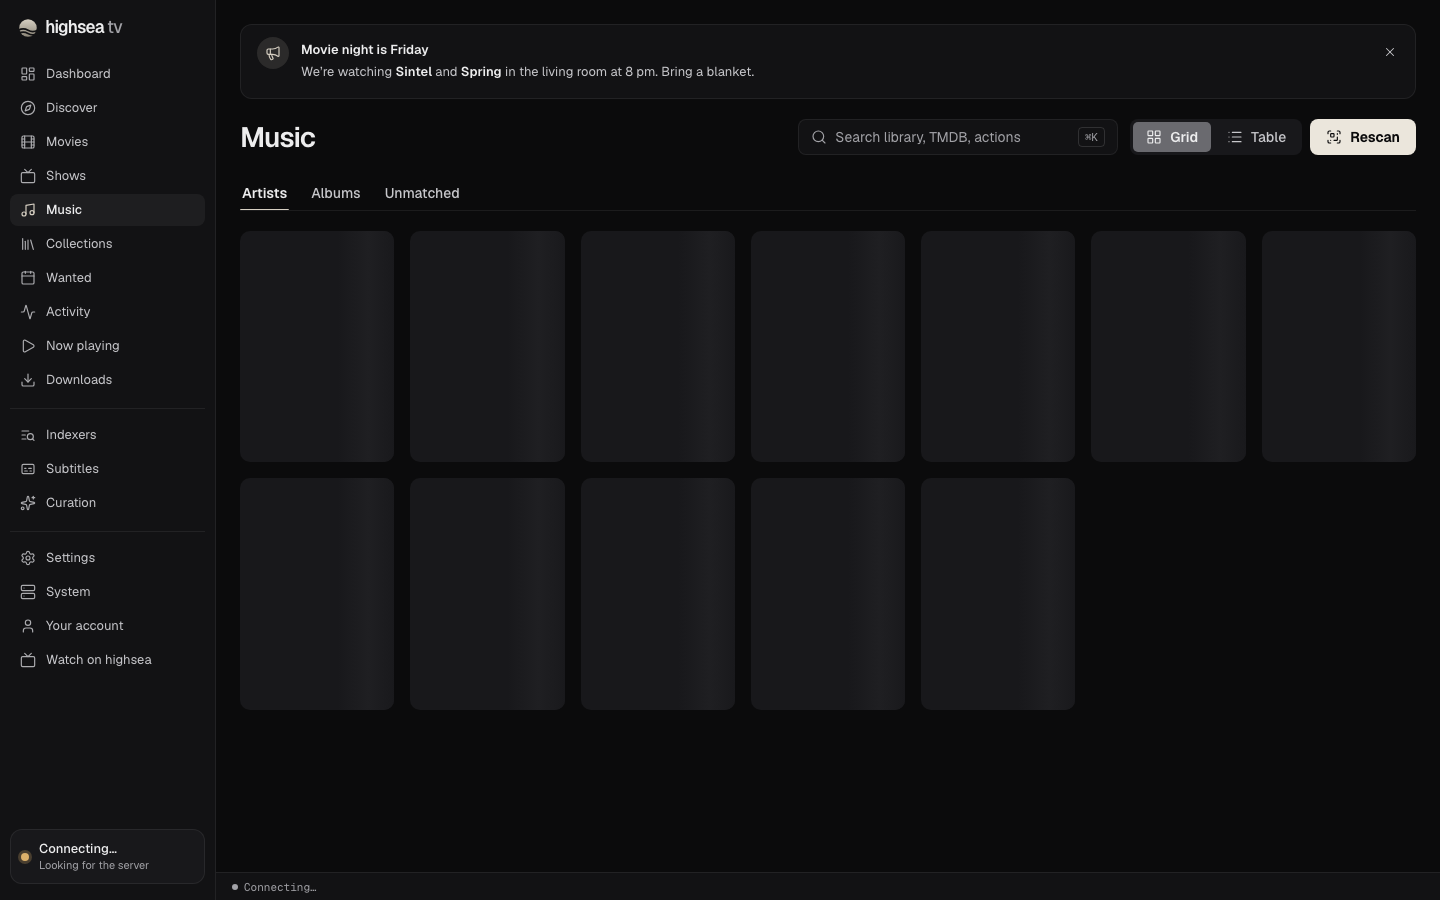 highsea tv
Dashboard
Discover
Movies
Shows
Music
Collections
Wanted
Activity
Now playing
Downloads
Indexers
Subtitles
Curation
Settings
System
Your account
Watch on highsea
Connecting…
Looking for the server
Movie night is Friday
We're watching Sintel and Spring in the living room at 8 pm. Bring a blanket.
Music
Search library, TMDB, actions ⌘K
Grid
Table
Rescan
Artists Albums Unmatched
Connecting…